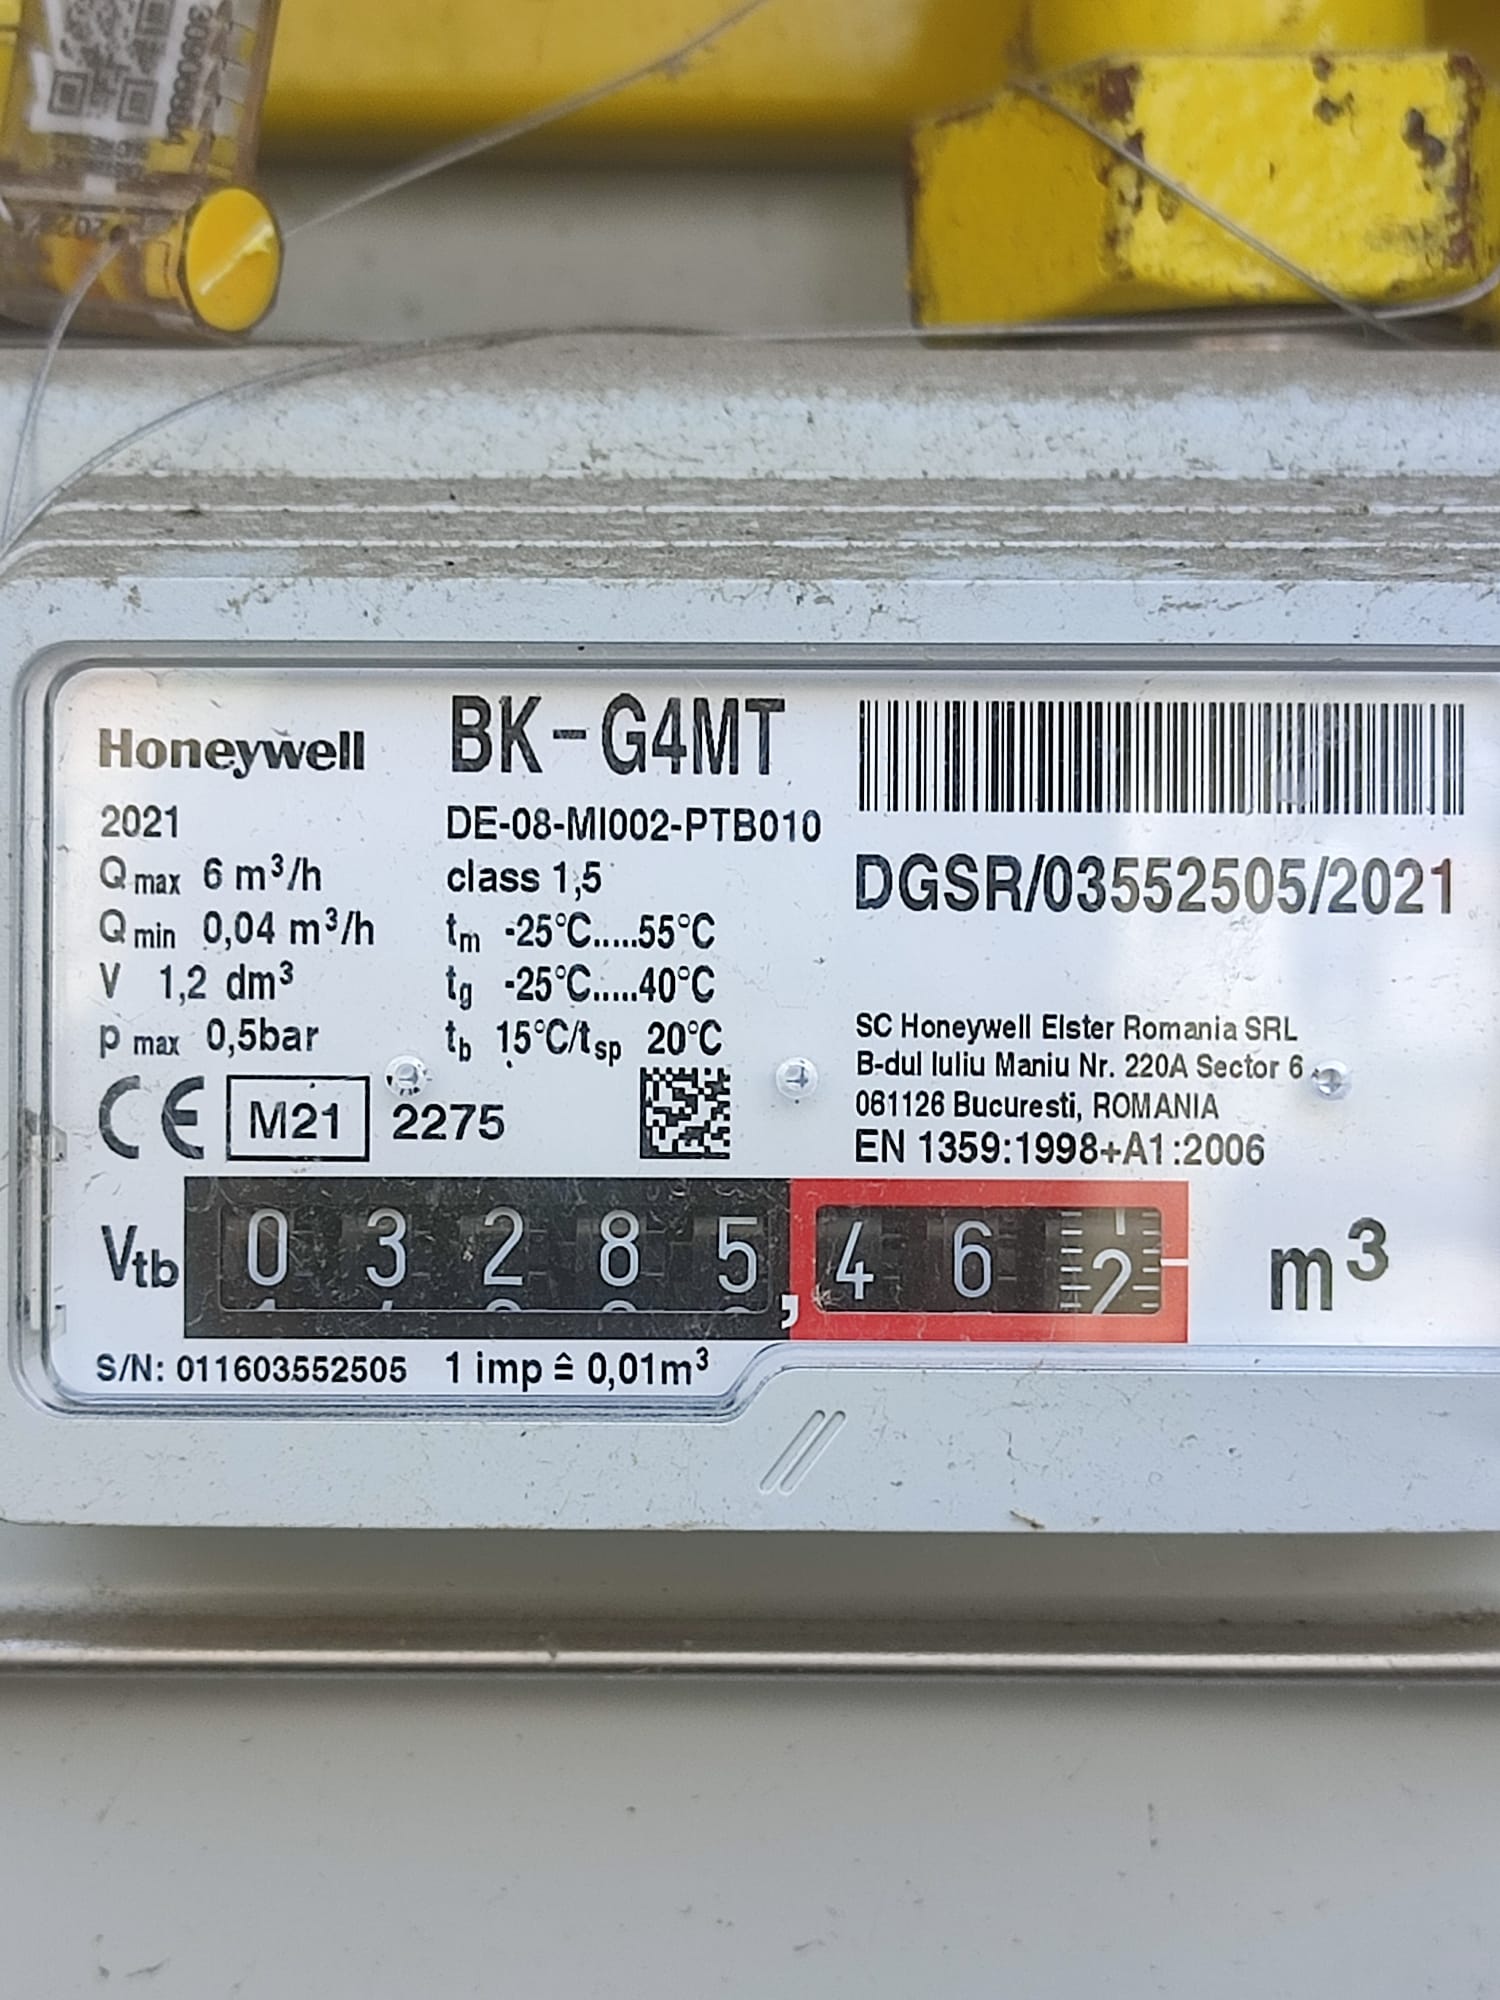 Honeywell
BK-G4MT
2021
DE-08-MI002-PTB010
Qmax 6 m³/h
class 1,5
DGSR/03552505/2021
Qmin 0,04 m³/h
tm -25°C.....55°C
V 1,2 dm³
tg -25°C.....40°C
pmax 0,5bar
tb 15°C/tsp 20°C
SC Honeywell Elster Romania SRL
B-dul Iuliu Maniu Nr. 220A Sector 6
061126 Bucuresti, ROMANIA
CE M21 2275
EN 1359:1998+A1:2006
Vtb 03285,462 m³
S/N: 011603552505 1 imp ≙ 0,01m³